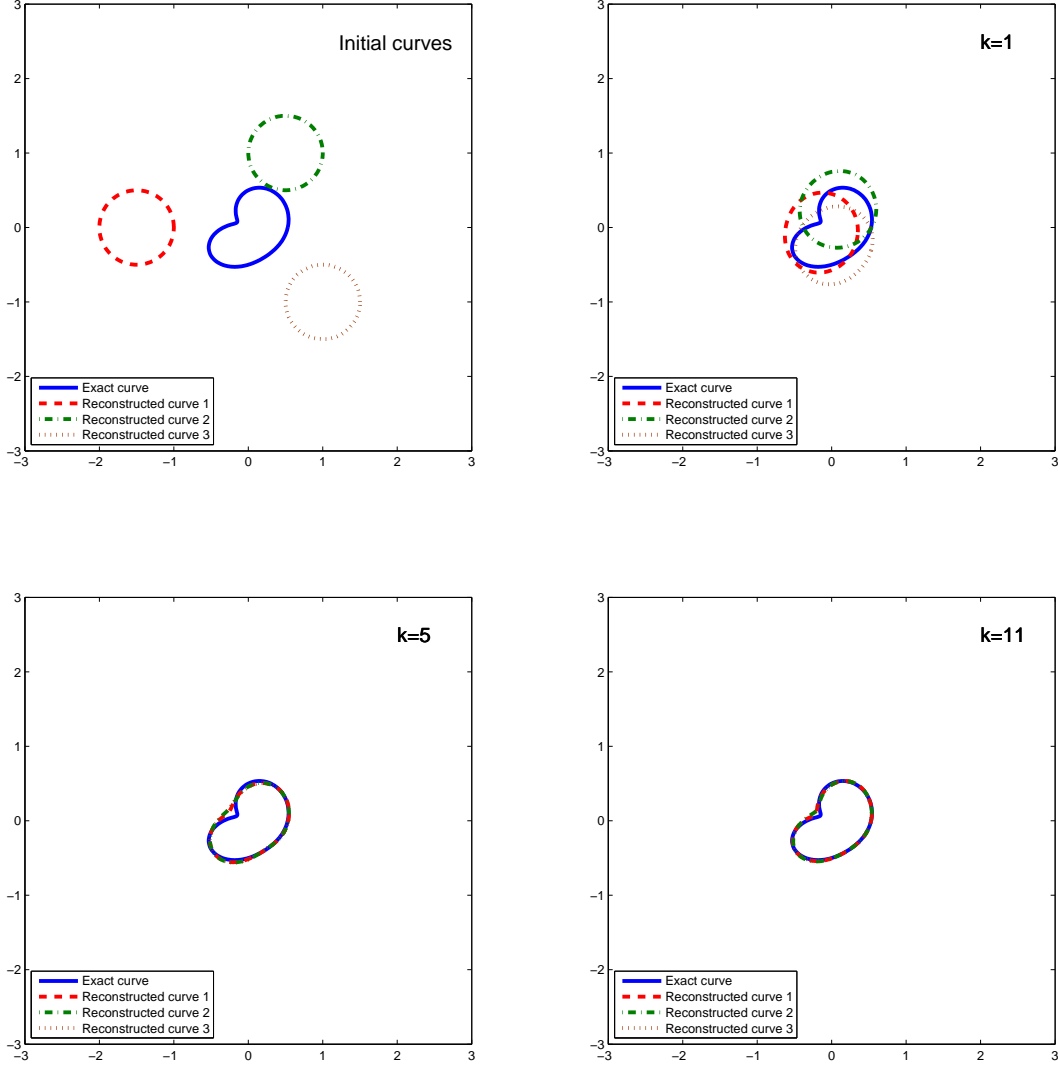 3
2
1
0
−1
−2
−3
−3 −2 −1 0 1 2 3
Initial curves
Exact curve
Reconstructed curve 1
Reconstructed curve 2
Reconstructed curve 3
3
2
1
0
−1
−2
−3
−3 −2 −1 0 1 2 3
k=1
Exact curve
Reconstructed curve 1
Reconstructed curve 2
Reconstructed curve 3
3
2
1
0
−1
−2
−3
−3 −2 −1 0 1 2 3
k=5
Exact curve
Reconstructed curve 1
Reconstructed curve 2
Reconstructed curve 3
3
2
1
0
−1
−2
−3
−3 −2 −1 0 1 2 3
k=11
Exact curve
Reconstructed curve 1
Reconstructed curve 2
Reconstructed curve 3